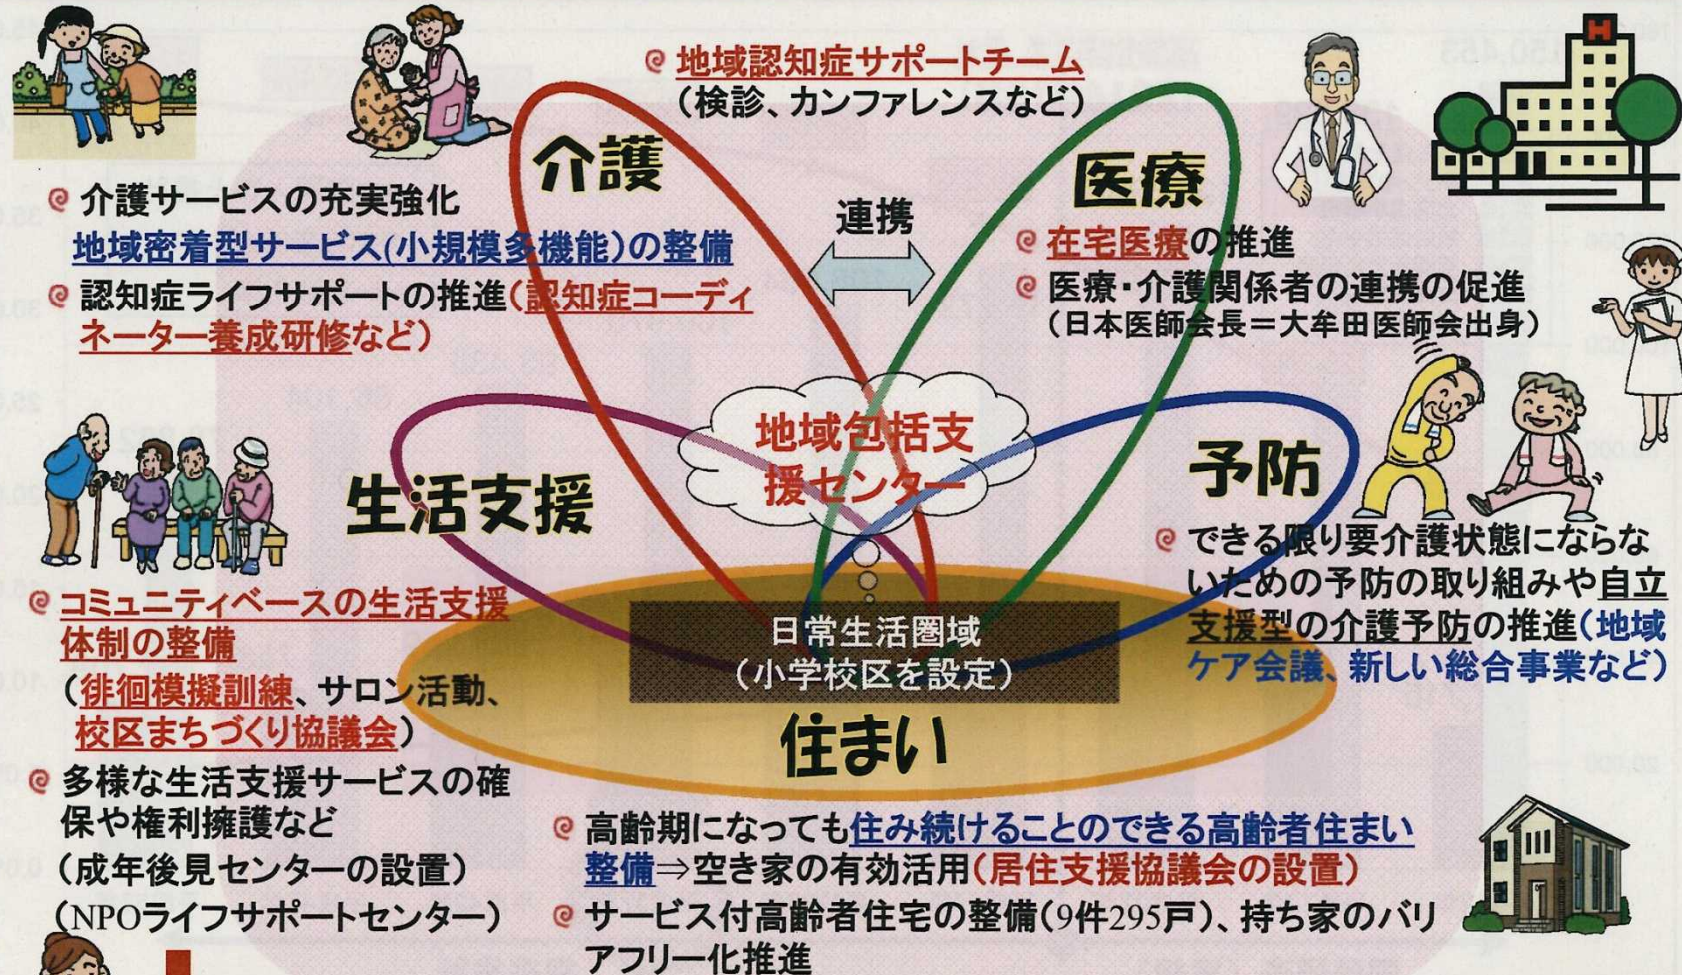 地域認知症サポートチーム
(検診、カンファレンスなど)
介護
医療
連携
介護サービスの充実強化
地域密着型サービス(小規模多機能)の整備
認知症ライフサポートの推進(認知症コーディ
ネーター養成研修など)
在宅医療の推進
医療・介護関係者の連携の促進
(日本医師会長＝大牟田医師会出身)
地域包括支
援センター
生活支援
予防
コミュニティベースの生活支援
体制の整備
(徘徊模擬訓練、サロン活動、
校区まちづくり協議会)
多様な生活支援サービスの確
保や権利擁護など
(成年後見センターの設置)
(NPOライフサポートセンター)
できる限り要介護状態にならな
いための予防の取り組みや自立
支援型の介護予防の推進(地域
ケア会議、新しい総合事業など)
日常生活圏域
(小学校区を設定)
住まい
高齢期になっても住み続けることのできる高齢者住まい
整備⇒空き家の有効活用(居住支援協議会の設置)
サービス付高齢者住宅の整備(9件295戸)、持ち家のバリ
アフリー化推進
H